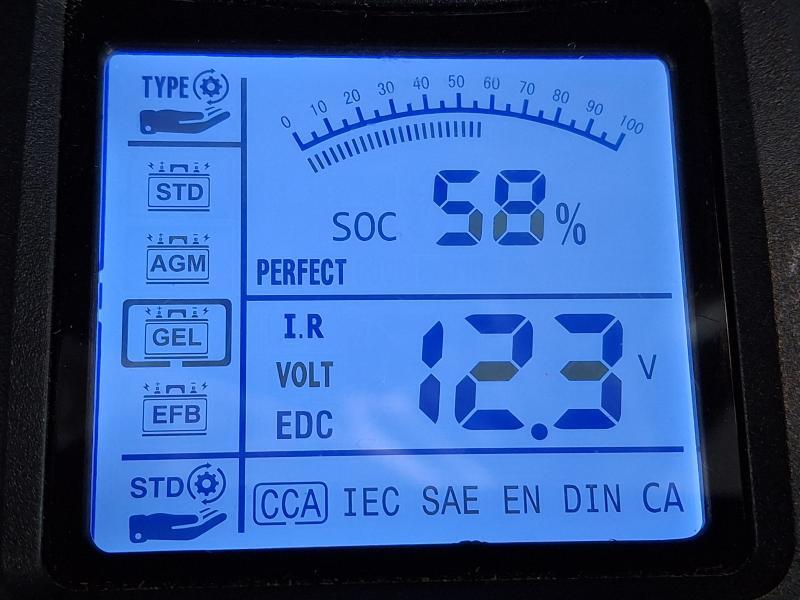 TYPE
0 10 20 30 40 50 60 70 80 90 100
STD
SOC 58%
AGM
PERFECT
GEL
I.R
VOLT 12.3 V
EFB
EDC
STD
CCA IEC SAE EN DIN CA